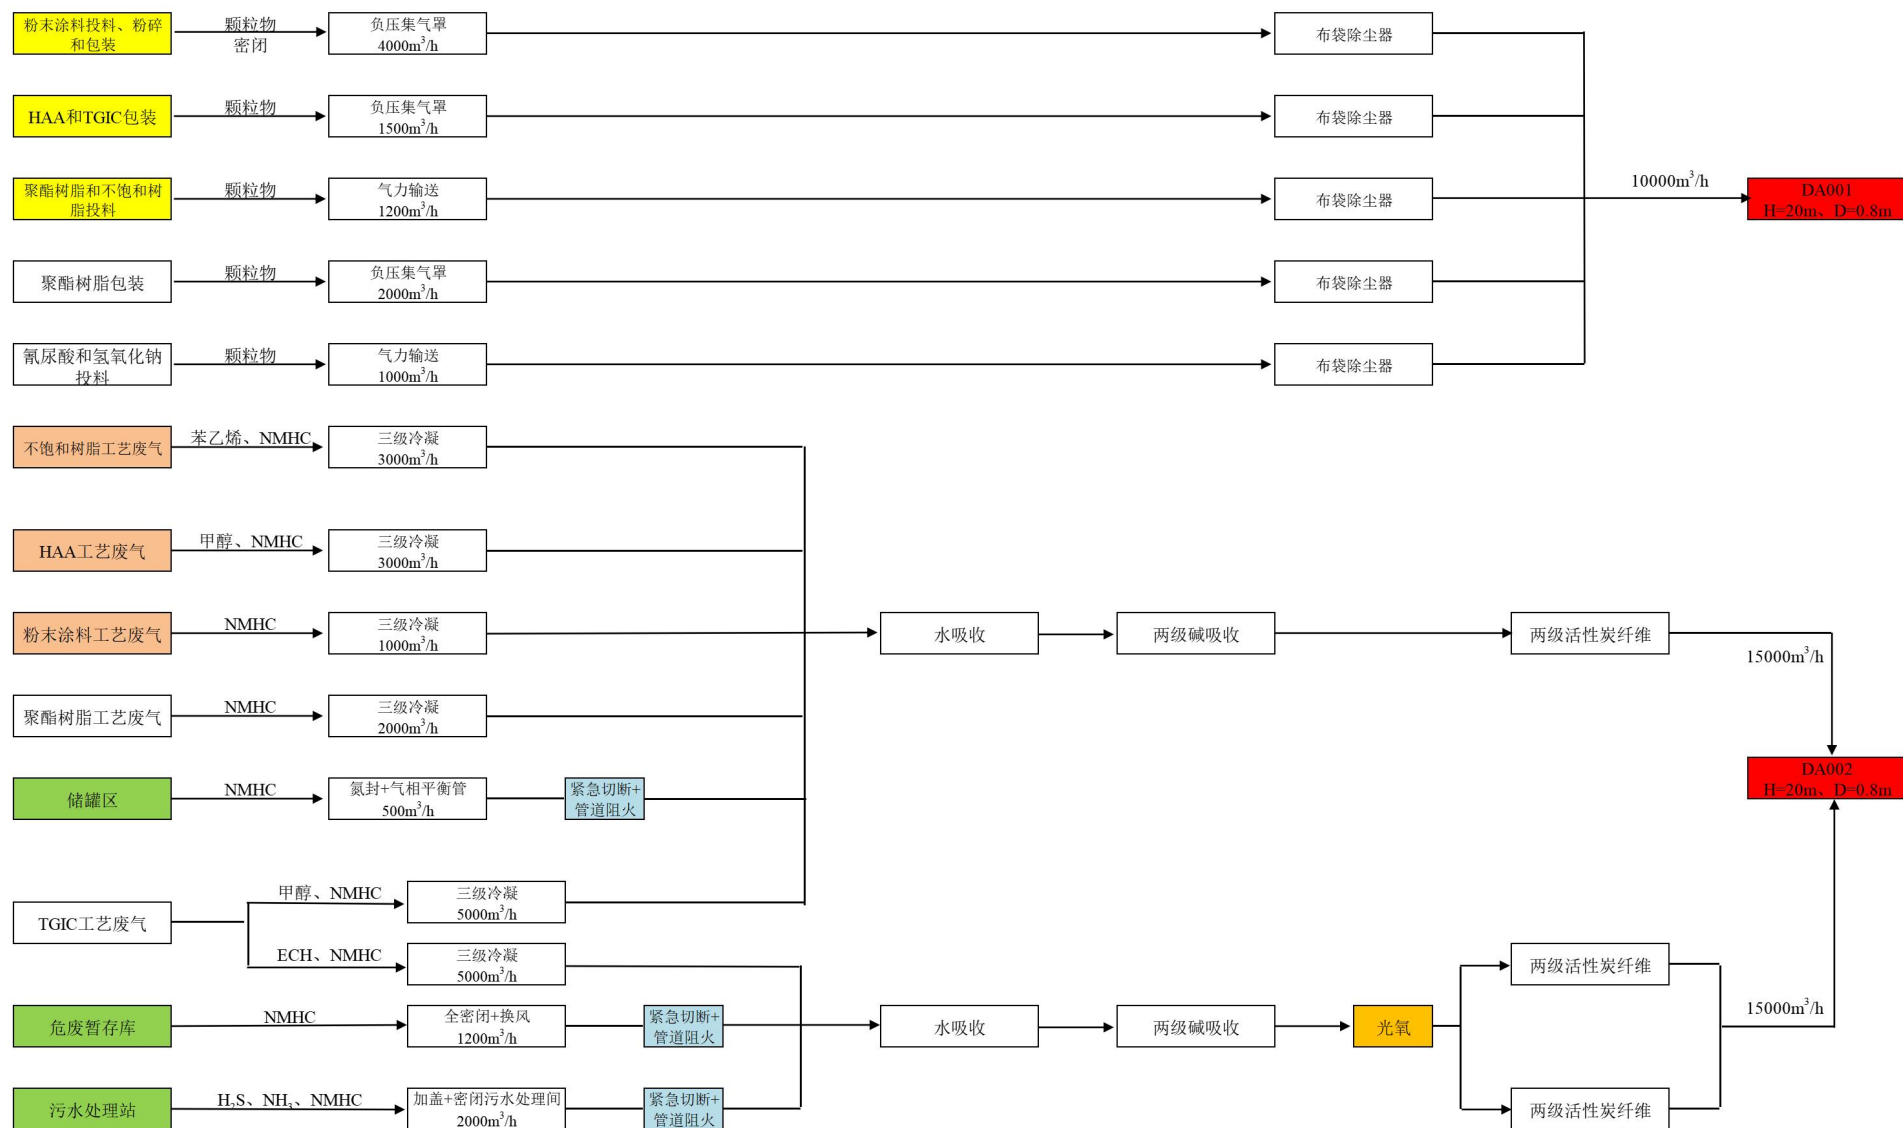 粉末涂料投料、粉碎
和包装
颗粒物
密闭
负压集气罩
4000m³/h
布袋除尘器
HAA和TGIC包装
颗粒物
负压集气罩
1500m³/h
布袋除尘器
聚酯树脂和不饱和树
脂投料
颗粒物
气力输送
1200m³/h
布袋除尘器
10000m³/h
DA001
H=20m、D=0.8m
聚酯树脂包装
颗粒物
负压集气罩
2000m³/h
布袋除尘器
氰尿酸和氢氧化钠
投料
颗粒物
气力输送
1000m³/h
布袋除尘器
不饱和树脂工艺废气
苯乙烯、NMHC
三级冷凝
3000m³/h
HAA工艺废气
甲醇、NMHC
三级冷凝
3000m³/h
粉末涂料工艺废气
NMHC
三级冷凝
1000m³/h
水吸收
两级碱吸收
两级活性炭纤维
15000m³/h
聚酯树脂工艺废气
NMHC
三级冷凝
2000m³/h
储罐区
NMHC
氮封+气相平衡管
500m³/h
紧急切断+
管道阻火
DA002
H=20m、D=0.8m
TGIC工艺废气
甲醇、NMHC
三级冷凝
5000m³/h
ECH、NMHC
三级冷凝
5000m³/h
两级活性炭纤维
危废暂存库
NMHC
全密闭+换风
1200m³/h
紧急切断+
管道阻火
水吸收
两级碱吸收
光氧
15000m³/h
污水处理站
H₂S、NH₃、NMHC
加盖+密闭污水处理间
2000m³/h
紧急切断+
管道阻火
两级活性炭纤维